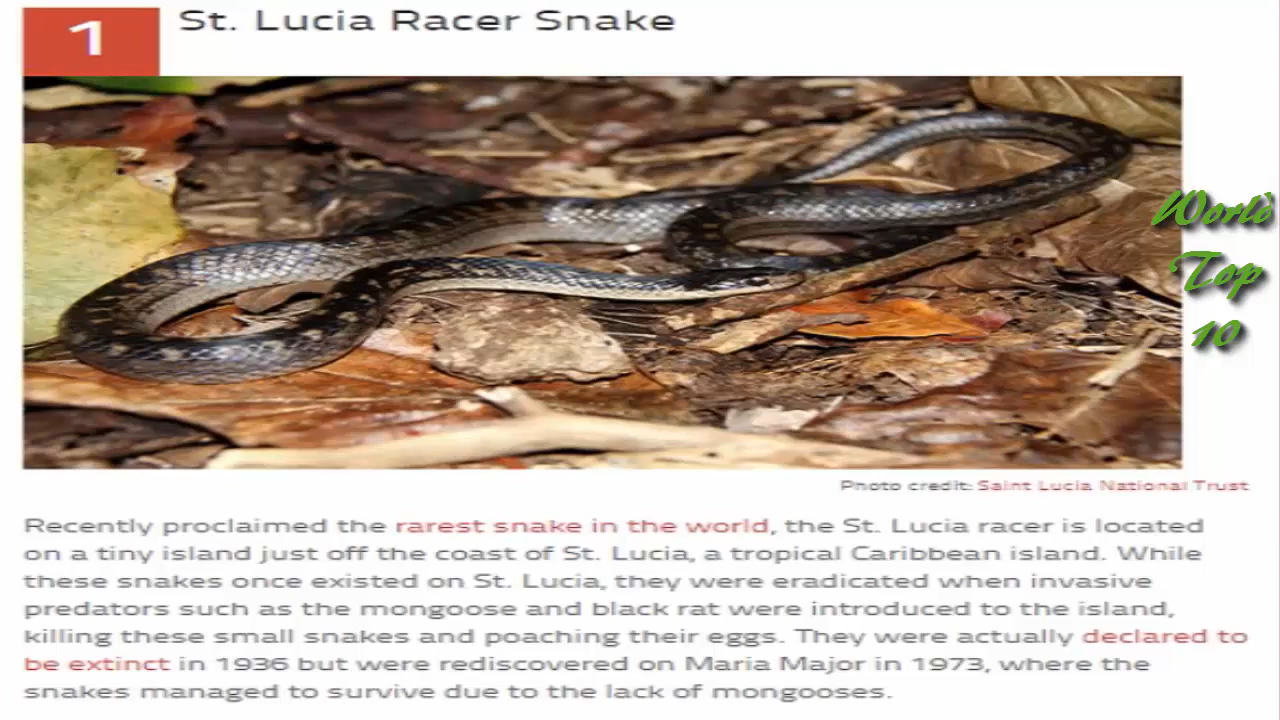 1
St. Lucia Racer Snake
World
Top
10
Photo credit: Saint Lucia National Trust
Recently proclaimed the rarest snake in the world, the St. Lucia racer is located
on a tiny island just off the coast of St. Lucia, a tropical Caribbean island. While
these snakes once existed on St. Lucia, they were eradicated when invasive
predators such as the mongoose and black rat were introduced to the island,
killing these small snakes and poaching their eggs. They were actually declared to
be extinct in 1936 but were rediscovered on Maria Major in 1973, where the
snakes managed to survive due to the lack of mongooses.